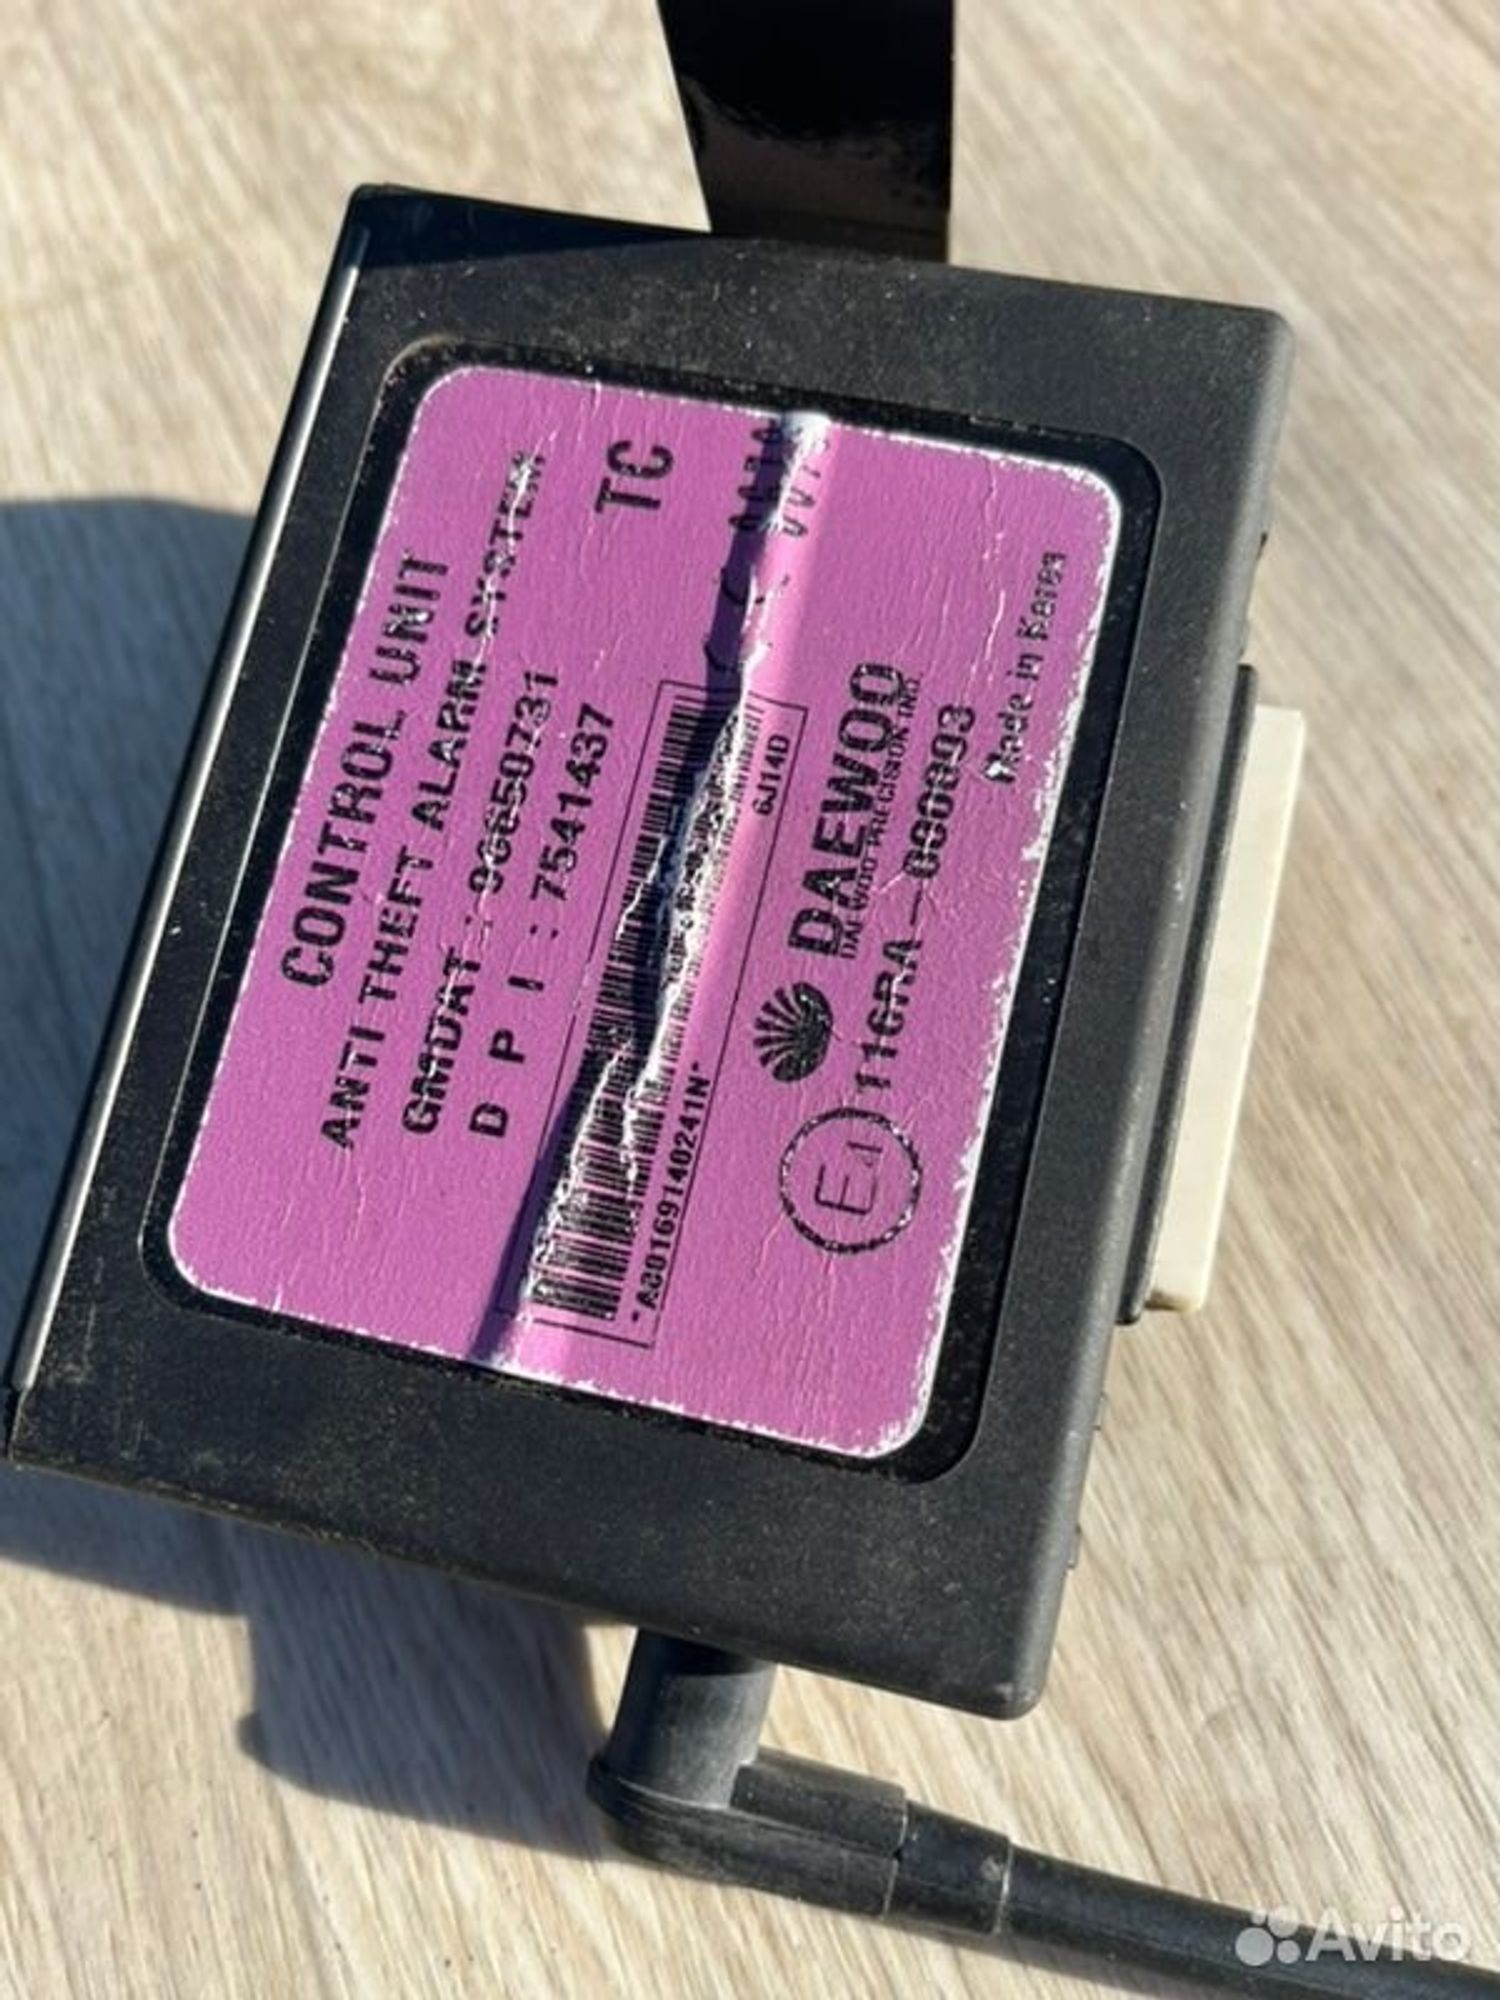 CONTROL UNIT
ANTI THEFT ALARM SYSTEM
GMDAT : 96650731
D P I : 7541437
TC
6J14D
DAEWOO
DAEWOO PRECISION IND.
E4
116RA-000093
Made in Korea
Avito